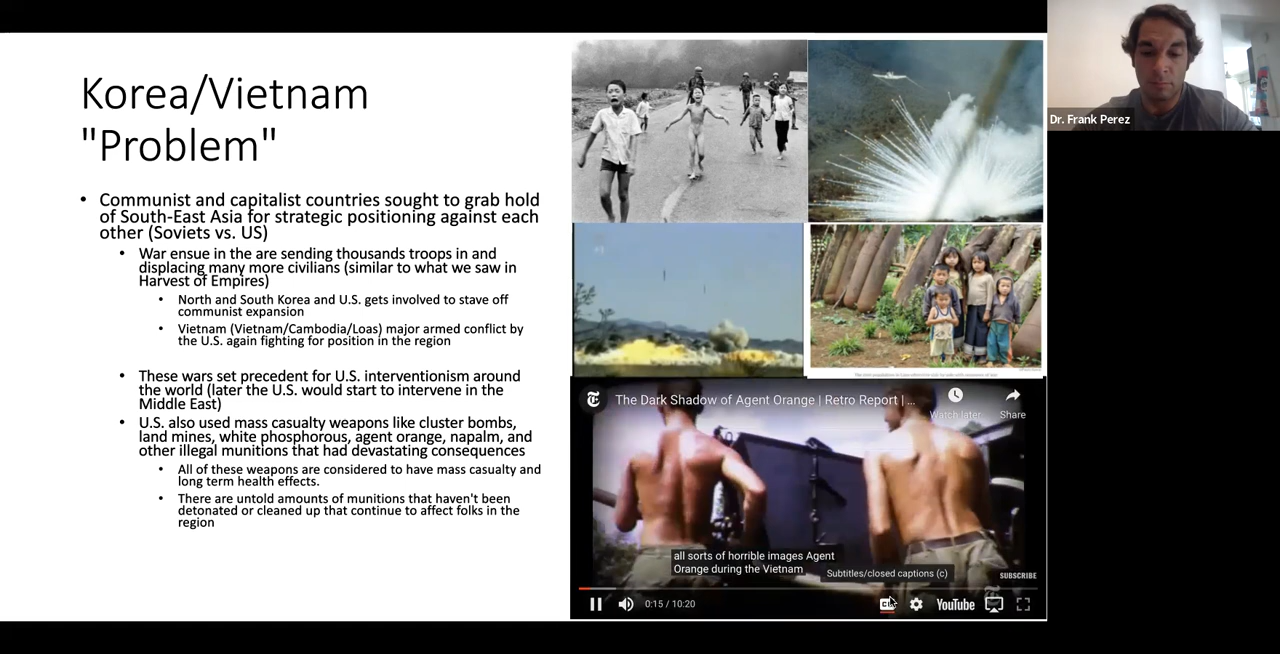 Korea/Vietnam
"Problem"
• Communist and capitalist countries sought to grab hold
of South-East Asia for strategic positioning against each
other (Soviets vs. US)
• War ensue in the are sending thousands troops in and
displacing many more civilians (similar to what we saw in
Harvest of Empires)
• North and South Korea and U.S. gets involved to stave off
communist expansion
• Vietnam (Vietnam/Cambodia/Loas) major armed conflict by
the U.S. again fighting for position in the region
• These wars set precedent for U.S. interventionism around
the world (later the U.S. would start to intervene in the
Middle East)
• U.S. also used mass casualty weapons like cluster bombs,
land mines, white phosphorous, agent orange, napalm, and
other illegal munitions that had devastating consequences
• All of these weapons are considered to have mass casualty and
long term health effects.
• There are untold amounts of munitions that haven't been
detonated or cleaned up that continue to affect folks in the
region
The Dark Shadow of Agent Orange | Retro Report | ...
Watch later
Share
all sorts of horrible images Agent
Orange during the Vietnam
Subtitles/closed captions (c)
SUBSCRIBE
0:15 / 10:20
YouTube
Dr. Frank Perez